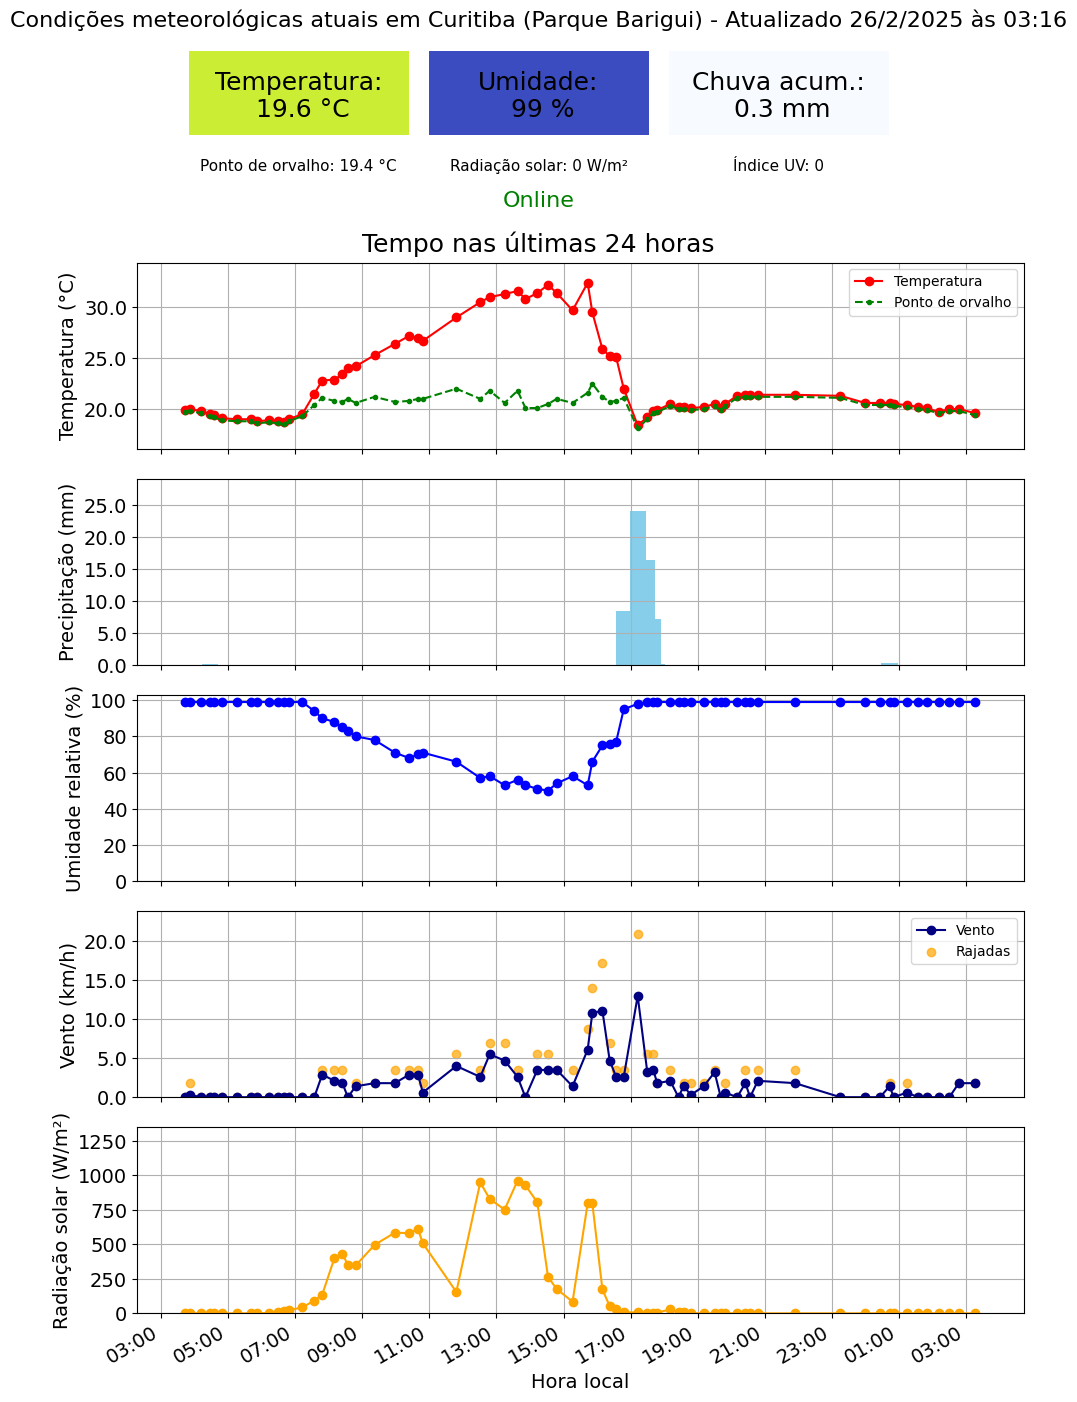 Condições meteorológicas atuais em Curitiba (Parque Barigui) - Atualizado 26/2/2025 às 03:16
Temperatura:
19.6 °C
Umidade:
99 %
Chuva acum.:
0.3 mm
Ponto de orvalho: 19.4 °C
Radiação solar: 0 W/m²
Índice UV: 0
Online
Tempo nas últimas 24 horas
Temperatura (°C)
30.0
25.0
20.0
Temperatura
Ponto de orvalho
Precipitação (mm)
25.0
20.0
15.0
10.0
5.0
0.0
Umidade relativa (%)
100
80
60
40
20
0
Vento (km/h)
20.0
15.0
10.0
5.0
0.0
Vento
Rajadas
Radiação solar (W/m²)
1250
1000
750
500
250
0
03:00
05:00
07:00
09:00
11:00
13:00
15:00
17:00
19:00
21:00
23:00
01:00
03:00
Hora local